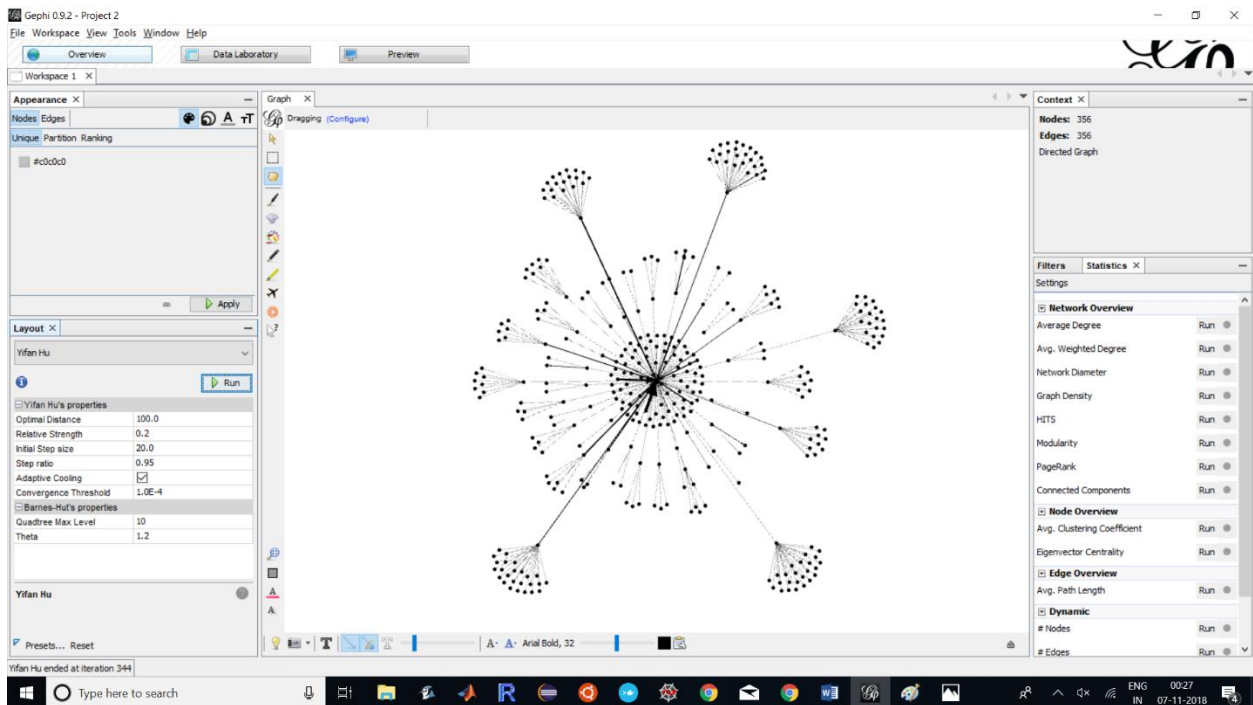 Gephi 0.9.2 - Project 2
File Workspace View Tools Window Help
Overview Data Laboratory Preview
Workspace 1
Appearance
Nodes Edges
Unique Partition Ranking
#c0c0c0
Apply
Layout
Yifan Hu
Run
Yifan Hu's properties
Optimal Distance 100.0
Relative Strength 0.2
Initial Step size 20.0
Step ratio 0.95
Adaptive Cooling
Convergence Threshold 1.0E-4
Barnes-Hut's properties
Quadtree Max Level 10
Theta 1.2
Yifan Hu
Presets... Reset
Yifan Hu ended at iteration 344
Graph
Dragging (Configure)
Arial Bold, 32
Context
Nodes: 356
Edges: 356
Directed Graph
Filters Statistics
Settings
Network Overview
Average Degree Run
Avg. Weighted Degree Run
Network Diameter Run
Graph Density Run
HITS Run
Modularity Run
PageRank Run
Connected Components Run
Node Overview
Avg. Clustering Coefficient Run
Eigenvector Centrality Run
Edge Overview
Avg. Path Length Run
Dynamic
# Nodes Run
# Edges Run
Type here to search
ENG
IN
00:27
07-11-2018
4